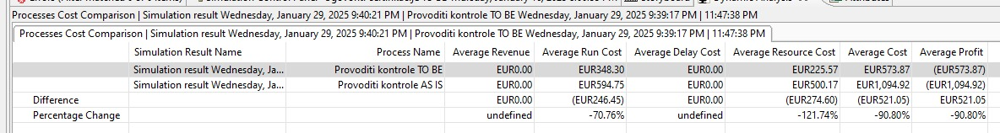 Processes Cost Comparison | Simulation result Wednesday, January 29, 2025 9:40:21 PM | Provoditi kontrole TO BE Wednesday, January 29, 2025 9:39:17 PM | 11:47:38 PM
Processes Cost Comparison | Simulation result Wednesday, January 29, 2025 9:40:21 PM | Provoditi kontrole TO BE Wednesday, January 29, 2025 9:39:17 PM | 11:47:38 PM
Simulation Result Name Process Name Average Revenue Average Run Cost Average Delay Cost Average Resource Cost Average Cost Average Profit
Simulation result Wednesday, Ja... Provoditi kontrole TO BE EUR0.00 EUR348.30 EUR0.00 EUR225.57 EUR573.87 (EUR573.87)
Simulation result Wednesday, Ja... Provoditi kontrole AS IS EUR0.00 EUR594.75 EUR0.00 EUR500.17 EUR1,094.92 (EUR1,094.92)
Difference EUR0.00 (EUR246.45) EUR0.00 (EUR274.60) (EUR521.05) EUR521.05
Percentage Change undefined -70.76% undefined -121.74% -90.80% -90.80%